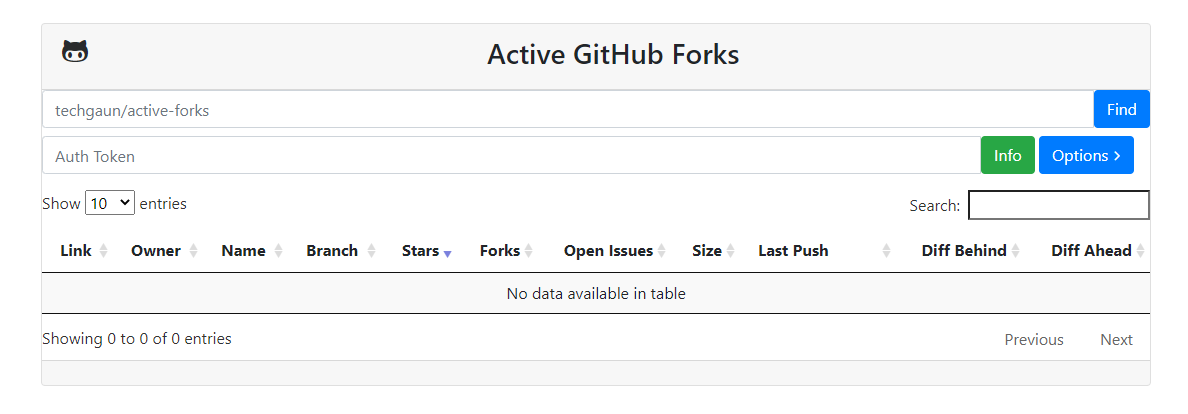 Active GitHub Forks
techgaun/active-forks Find
Auth Token Info Options >
Show 10 entries Search:
Link Owner Name Branch Stars Forks Open Issues Size Last Push Diff Behind Diff Ahead
No data available in table
Showing 0 to 0 of 0 entries Previous Next